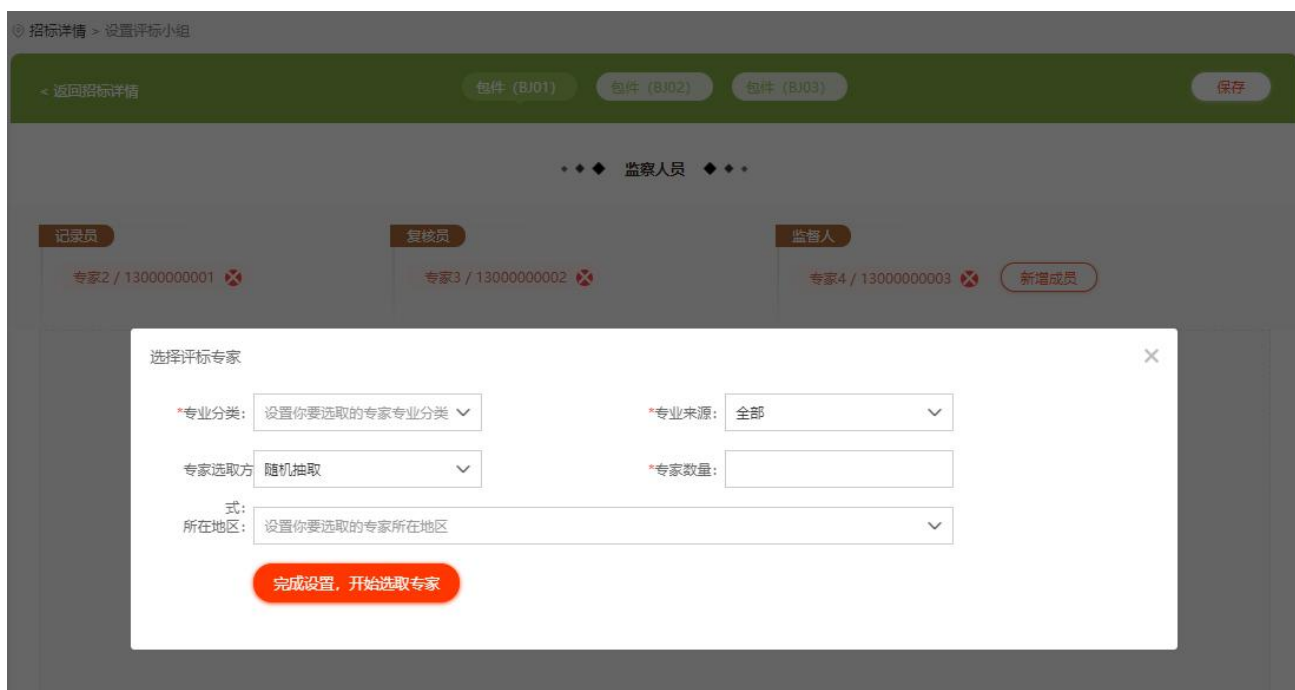 招标详情 > 设置评标小组
< 返回招标详情
包件（BJ01）
包件（BJ02）
包件（BJ03）
保存
监察人员
记录员
复核员
监督人
专家2 / 13000000001
专家3 / 13000000002
专家4 / 13000000003
新增成员
选择评标专家
*专业分类：
设置你要选取的专家专业分类
*专业来源：
全部
专家选取方
式：
随机抽取
*专家数量：
所在地区：
设置你要选取的专家所在地区
完成设置，开始选取专家